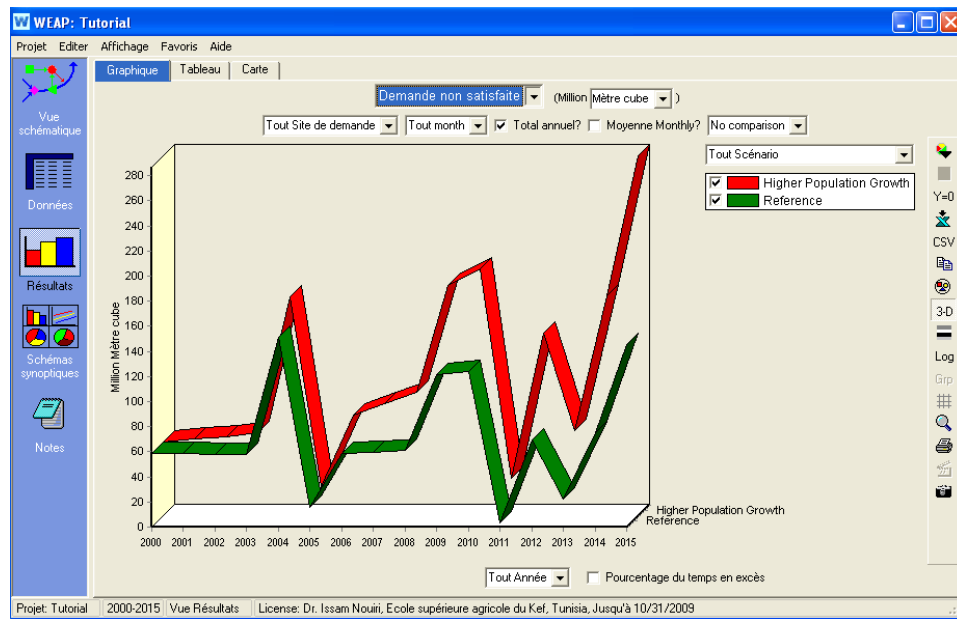 WEAP: Tutorial
Projet Editer Affichage Favoris Aide
Graphique Tableau Carte
Demande non satisfaite (Million Mètre cube )
Tout Site de demande Tout month Total annuel? Moyenne Monthly? No comparison
Tout Scénario
Higher Population Growth
Reference
Vue
schématique
Données
Résultats
Schémas
synoptiques
Notes
Million Mètre cube
280
260
240
220
200
180
160
140
120
100
80
60
40
20
0
2000 2001 2002 2003 2004 2005 2006 2007 2008 2009 2010 2011 2012 2013 2014 2015
Higher Population Growth
Reference
Y=0
CSV
3-D
Log
Grp
Tout Année Pourcentage du temps en excès
Projet: Tutorial 2000-2015 Vue Résultats License: Dr. Issam Nouiri, Ecole supérieure agricole du Kef, Tunisia, Jusqu'à 10/31/2009